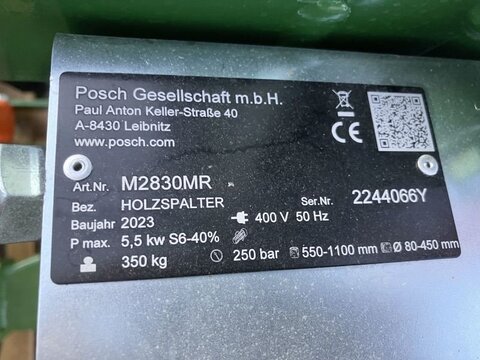 Posch Gesellschaft m.b.H.
Paul Anton Keller-Straße 40
A-8430 Leibnitz
www.posch.com
CE
Art.Nr. M2830MR Ser.Nr. 2244066Y
Bez. HOLZSPALTER
Baujahr 2023 400 V 50 Hz
P max. 5,5 kw S6-40%
350 kg 250 bar 550-1100 mm Ø 80-450 mm